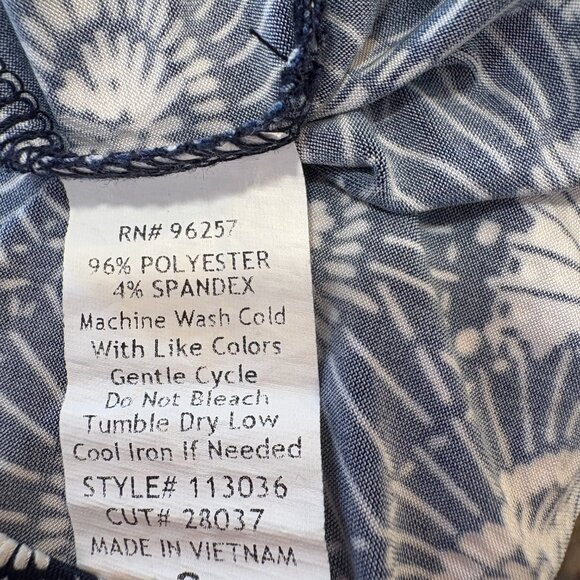 RN# 96257
96% POLYESTER
4% SPANDEX
Machine Wash Cold
With Like Colors
Gentle Cycle
Do Not Bleach
Tumble Dry Low
Cool Iron If Needed
STYLE# 113036
CUT# 28037
MADE IN VIETNAM